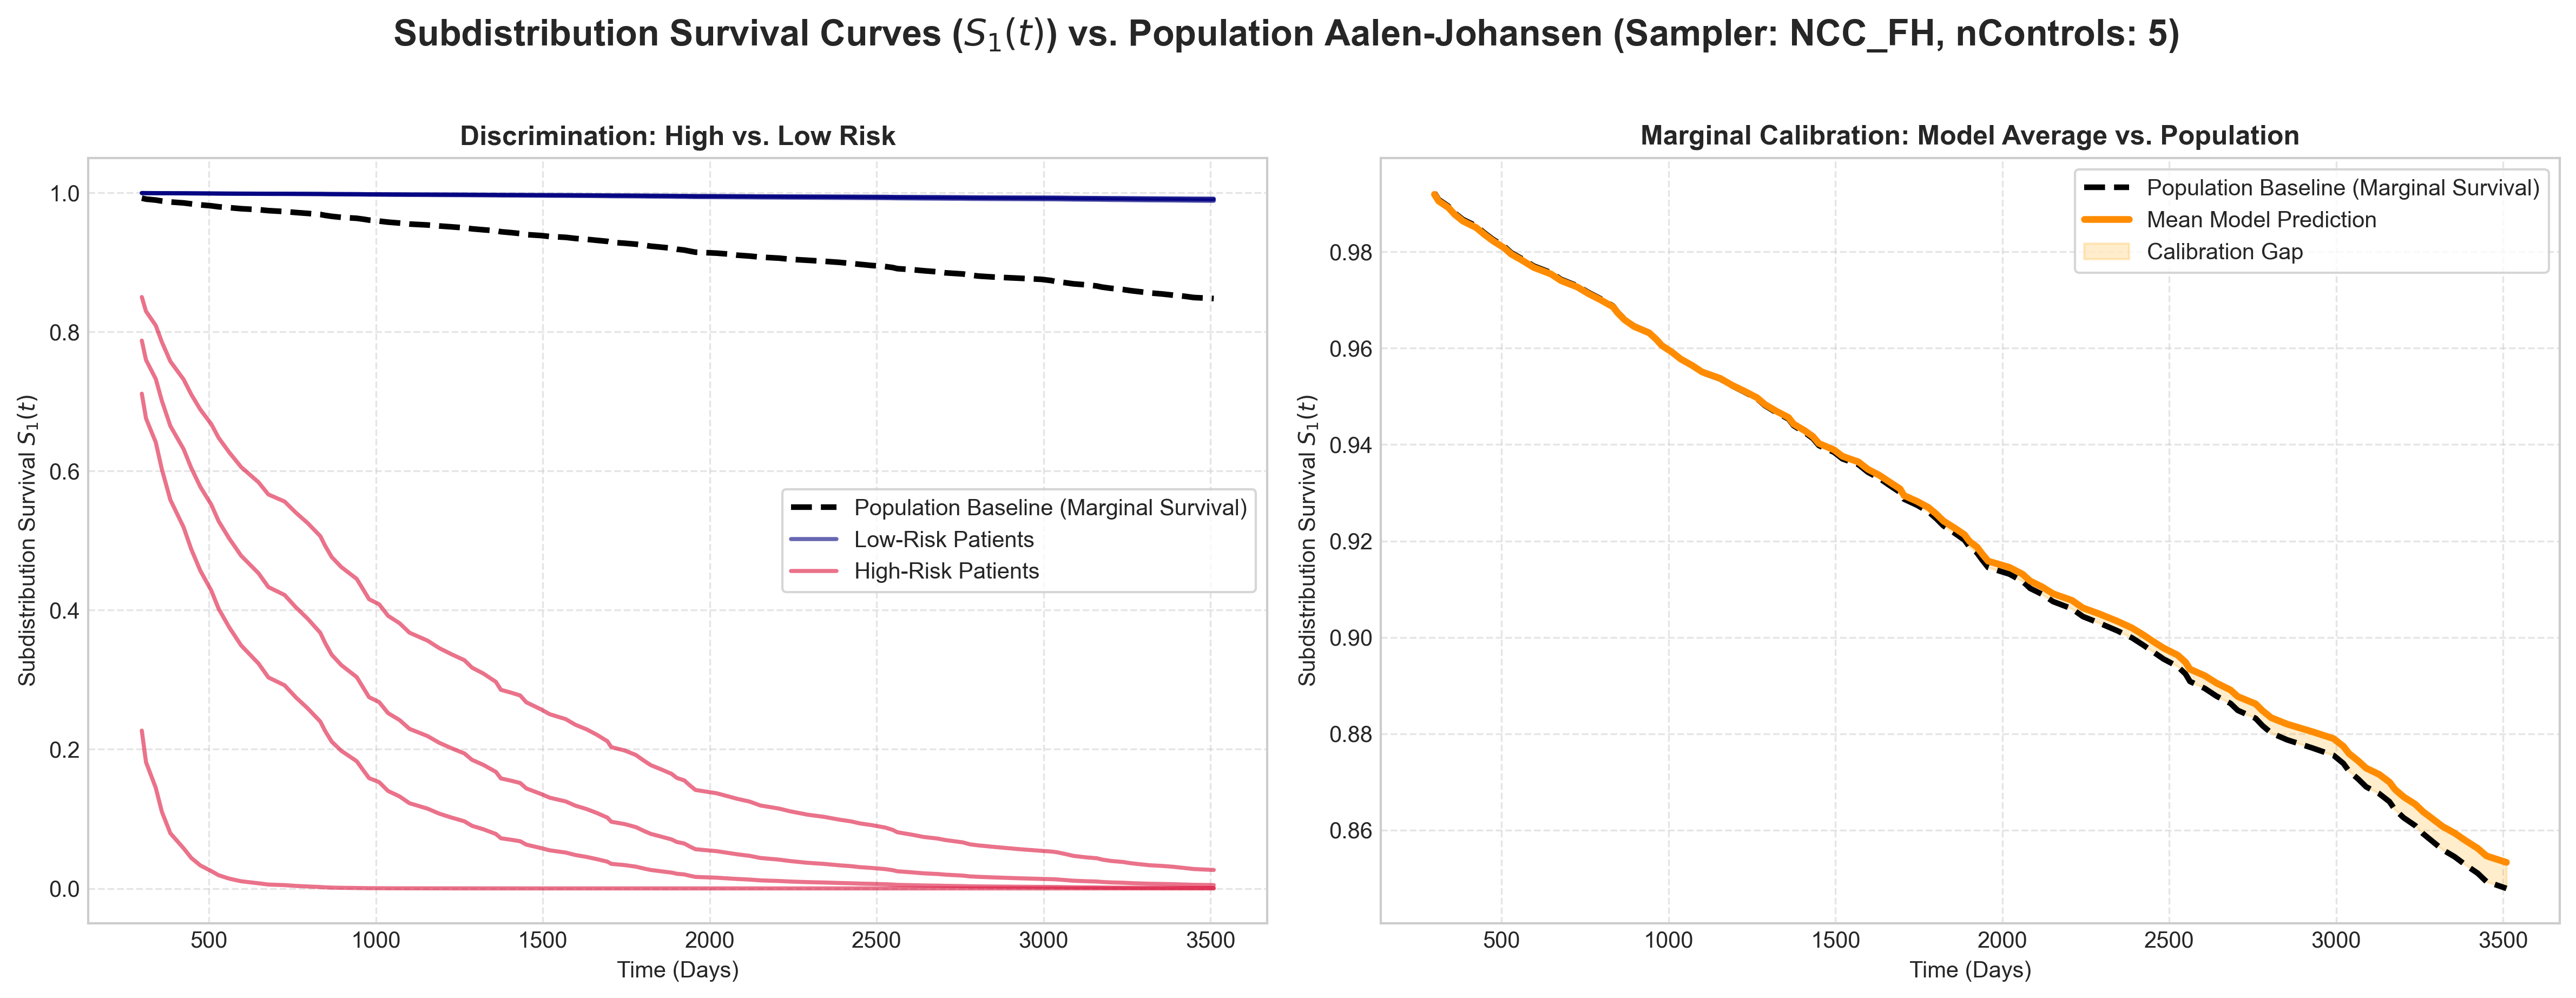 Subdistribution Survival Curves (S₁(t)) vs. Population Aalen-Johansen (Sampler: NCC_FH, nControls: 5)
Discrimination: High vs. Low Risk
Subdistribution Survival S₁(t)
1.0
0.8
0.6
0.4
0.2
0.0
Population Baseline (Marginal Survival)
Low-Risk Patients
High-Risk Patients
500
1000
1500
2000
2500
3000
3500
Time (Days)
Marginal Calibration: Model Average vs. Population
Subdistribution Survival S₁(t)
0.98
0.96
0.94
0.92
0.90
0.88
0.86
Population Baseline (Marginal Survival)
Mean Model Prediction
Calibration Gap
500
1000
1500
2000
2500
3000
3500
Time (Days)